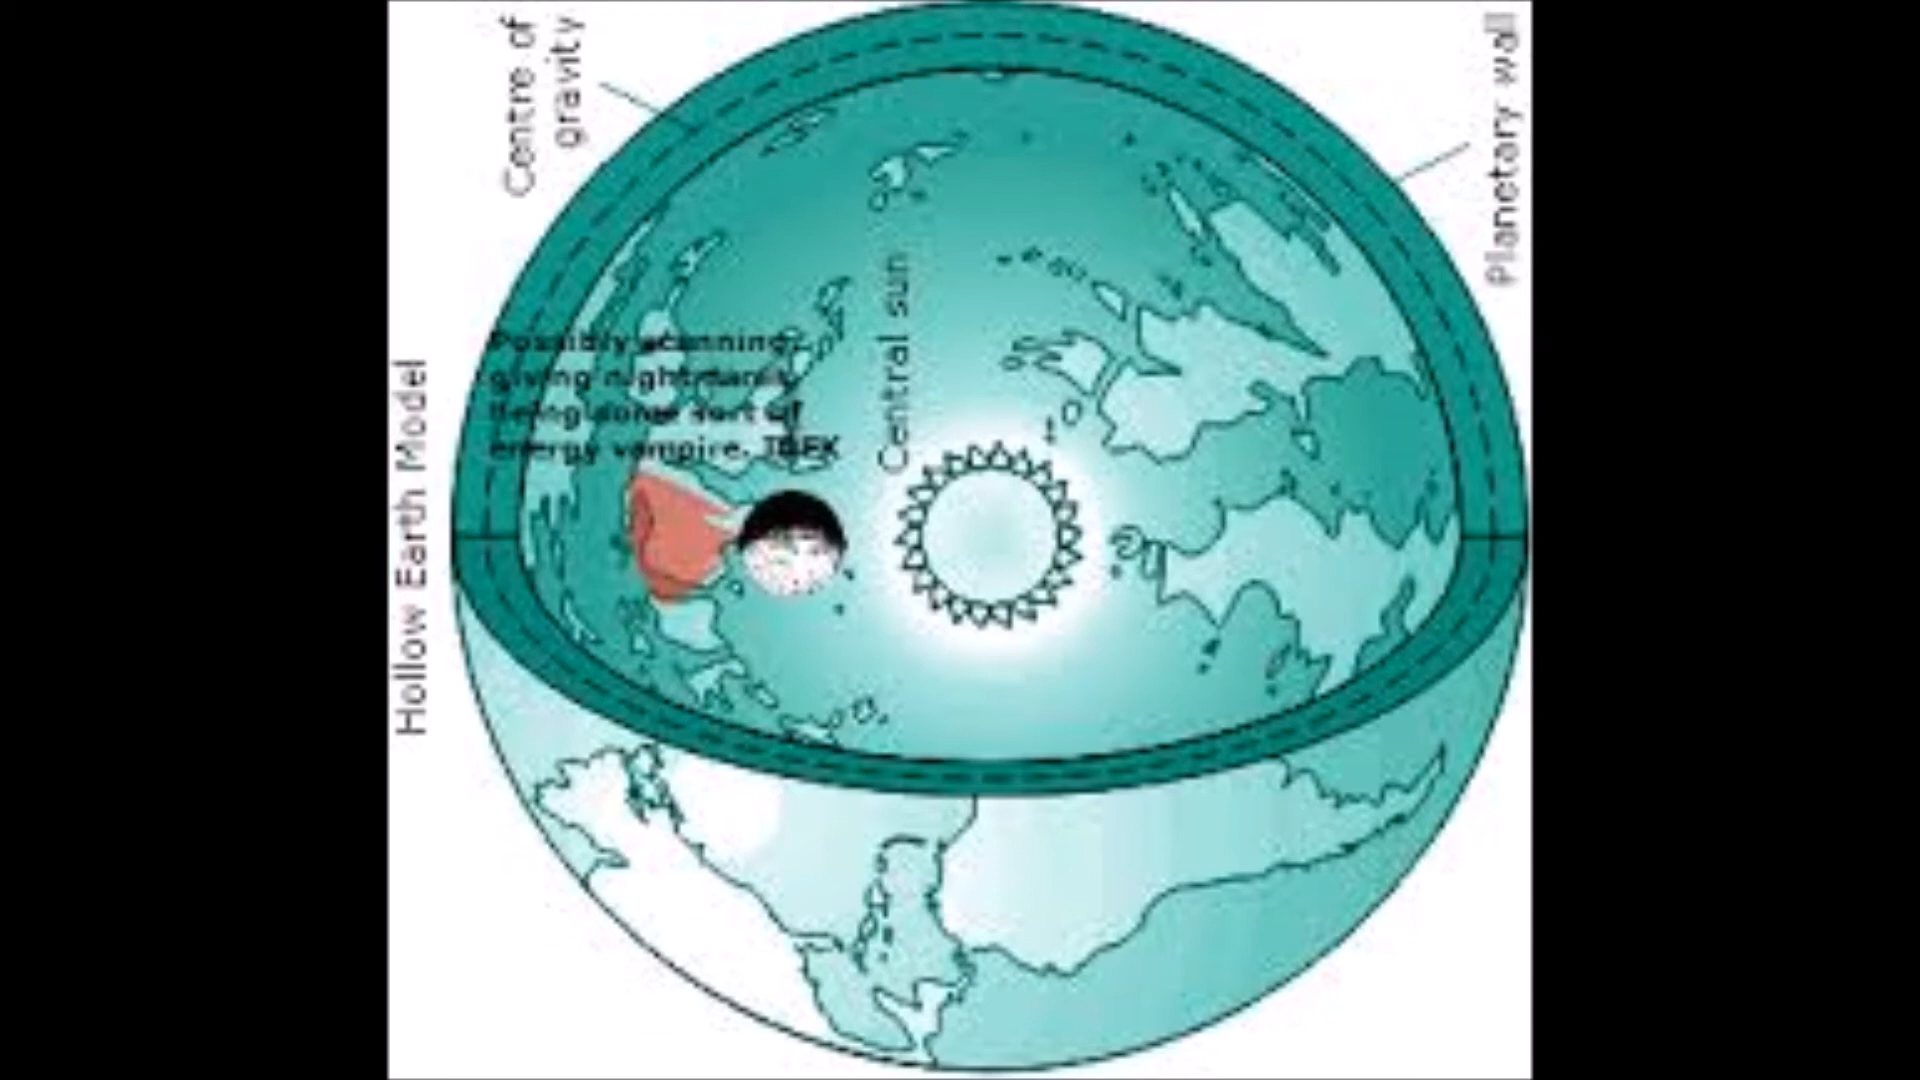 Hollow Earth Model
Centre of
gravity
Planetary wall
Central sun
Possibly scanning,
giving nightmares,
Being some sort of
energy vampire.